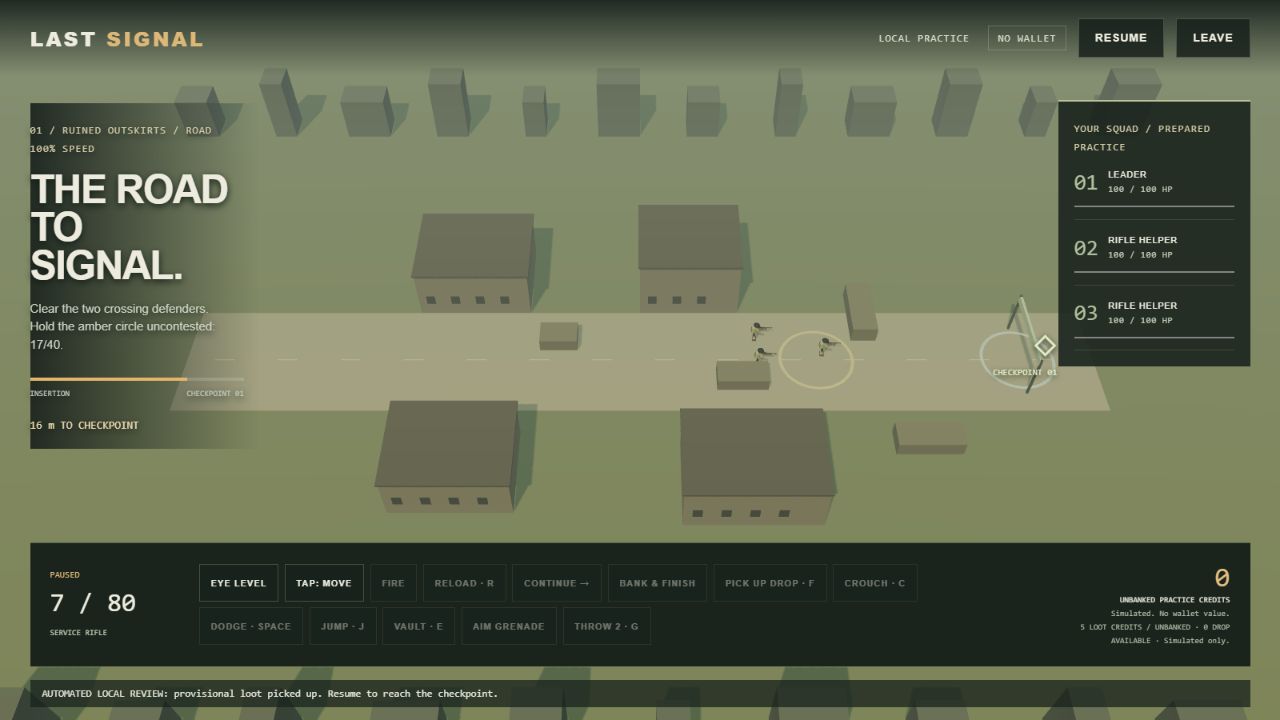 LAST SIGNAL
LOCAL PRACTICE
NO WALLET
RESUME
LEAVE
01 / RUINED OUTSKIRTS / ROAD
100% SPEED
THE ROAD
TO
SIGNAL.
Clear the two crossing defenders.
Hold the amber circle uncontested:
17/40.
INSERTION
CHECKPOINT 01
16 m TO CHECKPOINT
YOUR SQUAD / PREPARED
PRACTICE
01
LEADER
100 / 100 HP
02
RIFLE HELPER
100 / 100 HP
03
RIFLE HELPER
100 / 100 HP
CHECKPOINT 01
PAUSED
7 / 80
SERVICE RIFLE
EYE LEVEL
TAP: MOVE
FIRE
RELOAD · R
CONTINUE →
BANK & FINISH
PICK UP DROP · F
CROUCH · C
DODGE · SPACE
JUMP · J
VAULT · E
AIM GRENADE
THROW 2 · G
0
UNBANKED PRACTICE CREDITS
Simulated. No wallet value.
5 LOOT CREDITS / UNBANKED · 0 DROP
AVAILABLE · Simulated only.
AUTOMATED LOCAL REVIEW: provisional loot picked up. Resume to reach the checkpoint.